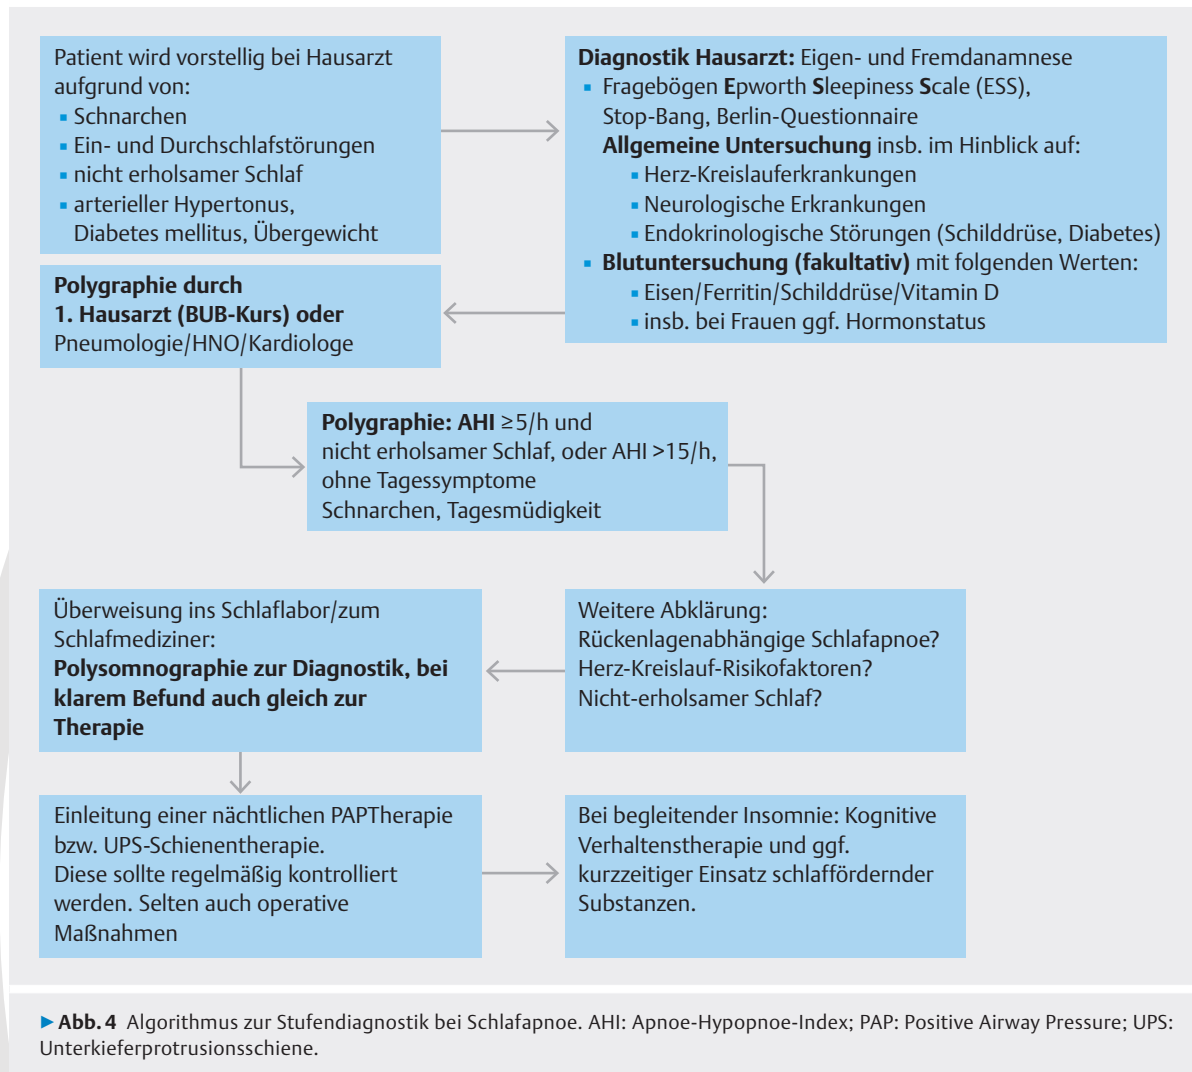 Patient wird vorstellig bei Hausarzt
aufgrund von:
▪ Schnarchen
▪ Ein- und Durchschlafstörungen
▪ nicht erholsamer Schlaf
▪ arterieller Hypertonus,
Diabetes mellitus, Übergewicht
Diagnostik Hausarzt: Eigen- und Fremdanamnese
▪ Fragebögen Epworth Sleepiness Scale (ESS),
Stop-Bang, Berlin-Questionnaire
Allgemeine Untersuchung insb. im Hinblick auf:
▪ Herz-Kreislauferkrankungen
▪ Neurologische Erkrankungen
▪ Endokrinologische Störungen (Schilddrüse, Diabetes)
▪ Blutuntersuchung (fakultativ) mit folgenden Werten:
▪ Eisen/Ferritin/Schilddrüse/Vitamin D
▪ insb. bei Frauen ggf. Hormonstatus
Polygraphie durch
1. Hausarzt (BUB-Kurs) oder
Pneumologie/HNO/Kardiologe
Polygraphie: AHI ≥5/h und
nicht erholsamer Schlaf, oder AHI >15/h,
ohne Tagessymptome
Schnarchen, Tagesmüdigkeit
Weitere Abklärung:
Rückenlagenabhängige Schlafapnoe?
Herz-Kreislauf-Risikofaktoren?
Nicht-erholsamer Schlaf?
Überweisung ins Schlaflabor/zum
Schlafmediziner:
Polysomnographie zur Diagnostik, bei
klarem Befund auch gleich zur
Therapie
Einleitung einer nächtlichen PAPTherapie
bzw. UPS-Schienentherapie.
Diese sollte regelmäßig kontrolliert
werden. Selten auch operative
Maßnahmen
Bei begleitender Insomnie: Kognitive
Verhaltenstherapie und ggf.
kurzzeitiger Einsatz schlaffördernder
Substanzen.
▶ Abb. 4 Algorithmus zur Stufendiagnostik bei Schlafapnoe. AHI: Apnoe-Hypopnoe-Index; PAP: Positive Airway Pressure; UPS:
Unterkieferprotrusionsschiene.